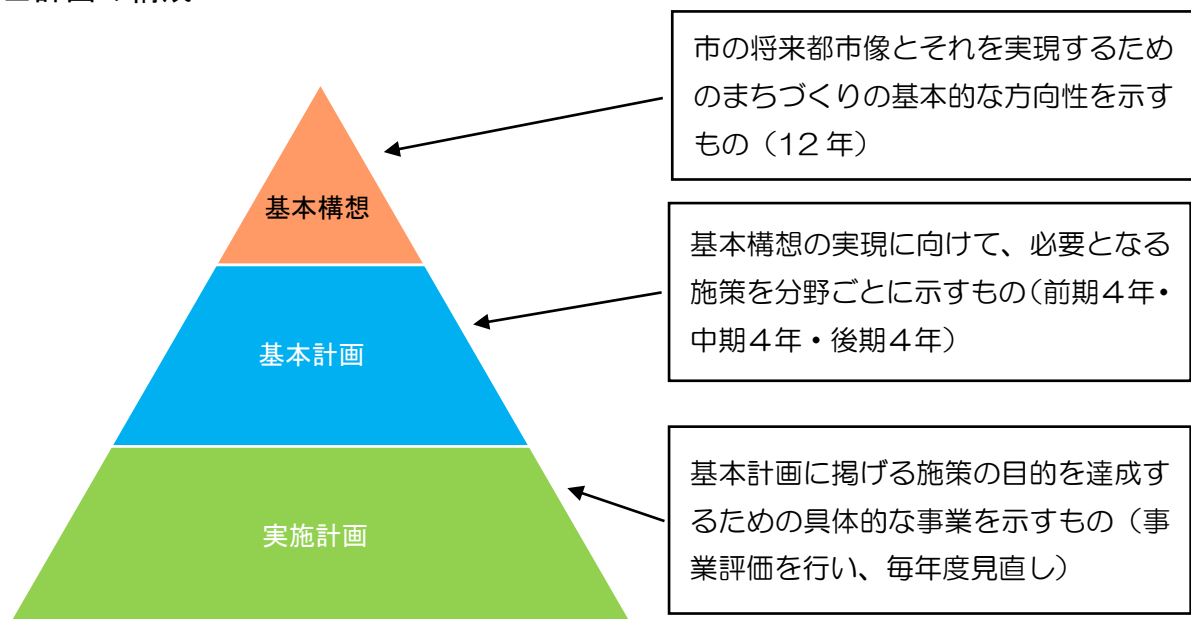 市の将来都市像とそれを実現するため
のまちづくりの基本的な方向性を示す
もの（12 年）
基本構想
基本構想の実現に向けて、必要となる
施策を分野ごとに示すもの（前期４年・
中期４年・後期４年）
基本計画
基本計画に掲げる施策の目的を達成す
るための具体的な事業を示すもの（事
業評価を行い、毎年度見直し）
実施計画